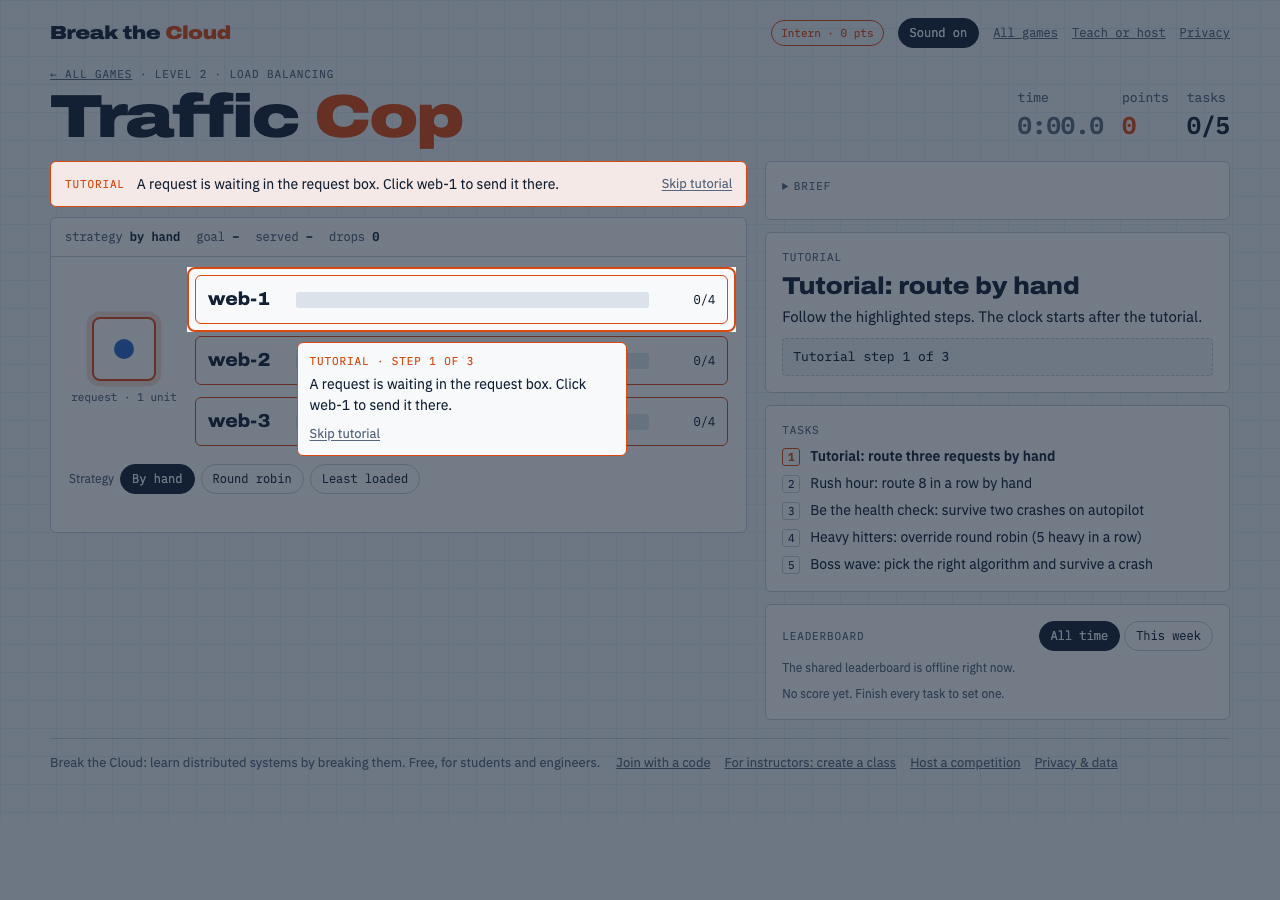 Break the Cloud
Intern · 0 pts
Sound on
All games
Teach or host
Privacy
← ALL GAMES · LEVEL 2 · LOAD BALANCING
Traffic Cop
time
points
tasks
0:00.0
0
0/5
TUTORIAL A request is waiting in the request box. Click web-1 to send it there. Skip tutorial
strategy by hand goal – served – drops 0
web-1 0/4
web-2 0/4
web-3 0/4
request · 1 unit
TUTORIAL · STEP 1 OF 3
A request is waiting in the request box. Click
web-1 to send it there.
Skip tutorial
Strategy By hand Round robin Least loaded
▶ BRIEF
TUTORIAL
Tutorial: route by hand
Follow the highlighted steps. The clock starts after the tutorial.
Tutorial step 1 of 3
TASKS
1 Tutorial: route three requests by hand
2 Rush hour: route 8 in a row by hand
3 Be the health check: survive two crashes on autopilot
4 Heavy hitters: override round robin (5 heavy in a row)
5 Boss wave: pick the right algorithm and survive a crash
LEADERBOARD All time This week
The shared leaderboard is offline right now.
No score yet. Finish every task to set one.
Break the Cloud: learn distributed systems by breaking them. Free, for students and engineers. Join with a code For instructors: create a class Host a competition Privacy & data